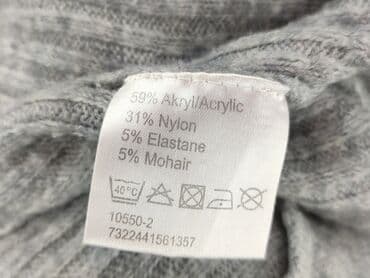 59% Akryl/Acrylic
31% Nylon
5% Elastane
5% Mohair
40°C
10550-2
7322441561357